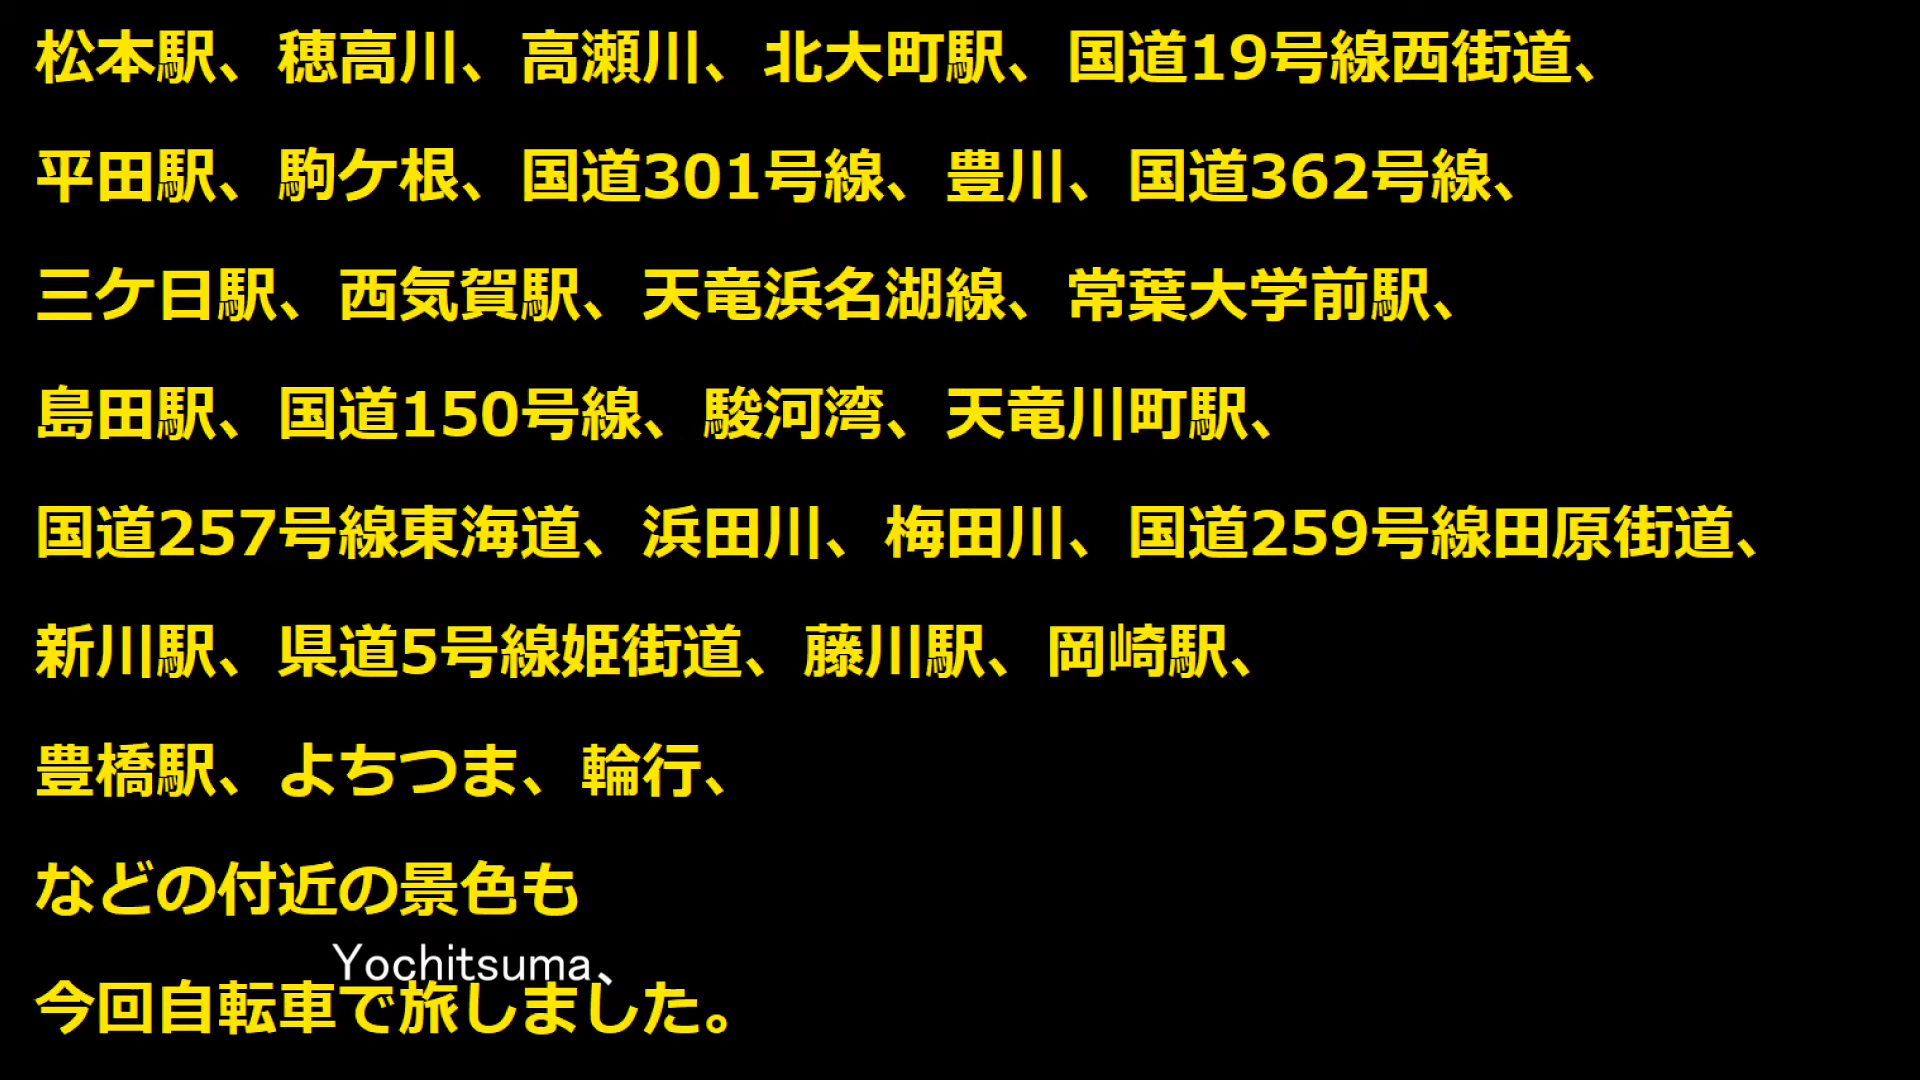 松本駅、穂高川、高瀬川、北大町駅、国道19号線西街道、
平田駅、駒ケ根、国道301号線、豊川、国道362号線、
三ケ日駅、西気賀駅、天竜浜名湖線、常葉大学前駅、
島田駅、国道150号線、駿河湾、天竜川町駅、
国道257号線東海道、浜田川、梅田川、国道259号線田原街道、
新川駅、県道5号線姫街道、藤川駅、岡崎駅、
豊橋駅、よちつま、輪行、
などの付近の景色も
Yochitsuma、
今回自転車で旅しました。